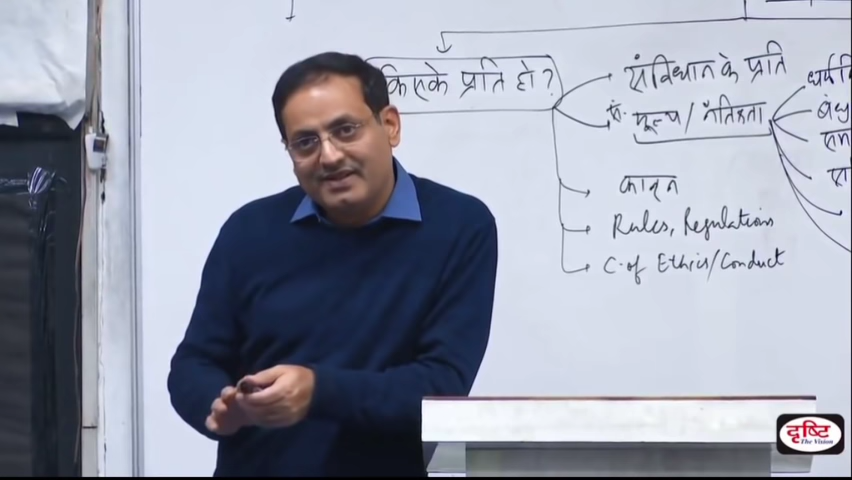 किसके प्रति हो?
संविधान के प्रति
सं. मूल्य/नैतिकता
बंधु
कानून
Rules, Regulations
C. of Ethics/Conduct
दृष्टि
The Vision